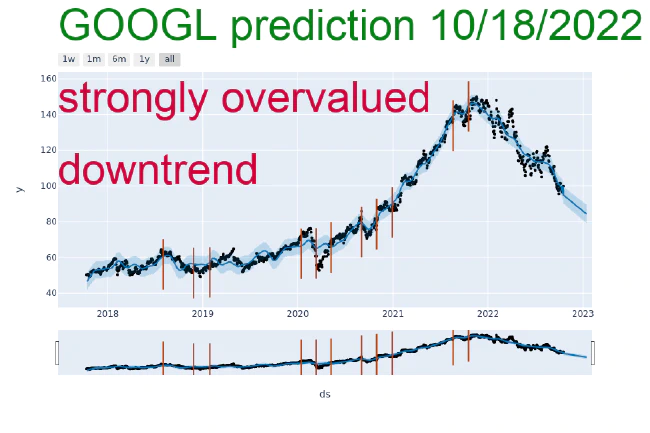 GOOGL prediction 10/18/2022
1w 1m 6m 1y all
160
strongly overvalued
140
120
downtrend
100
y
80
60
40
2018 2019 2020 2021 2022 2023
ds